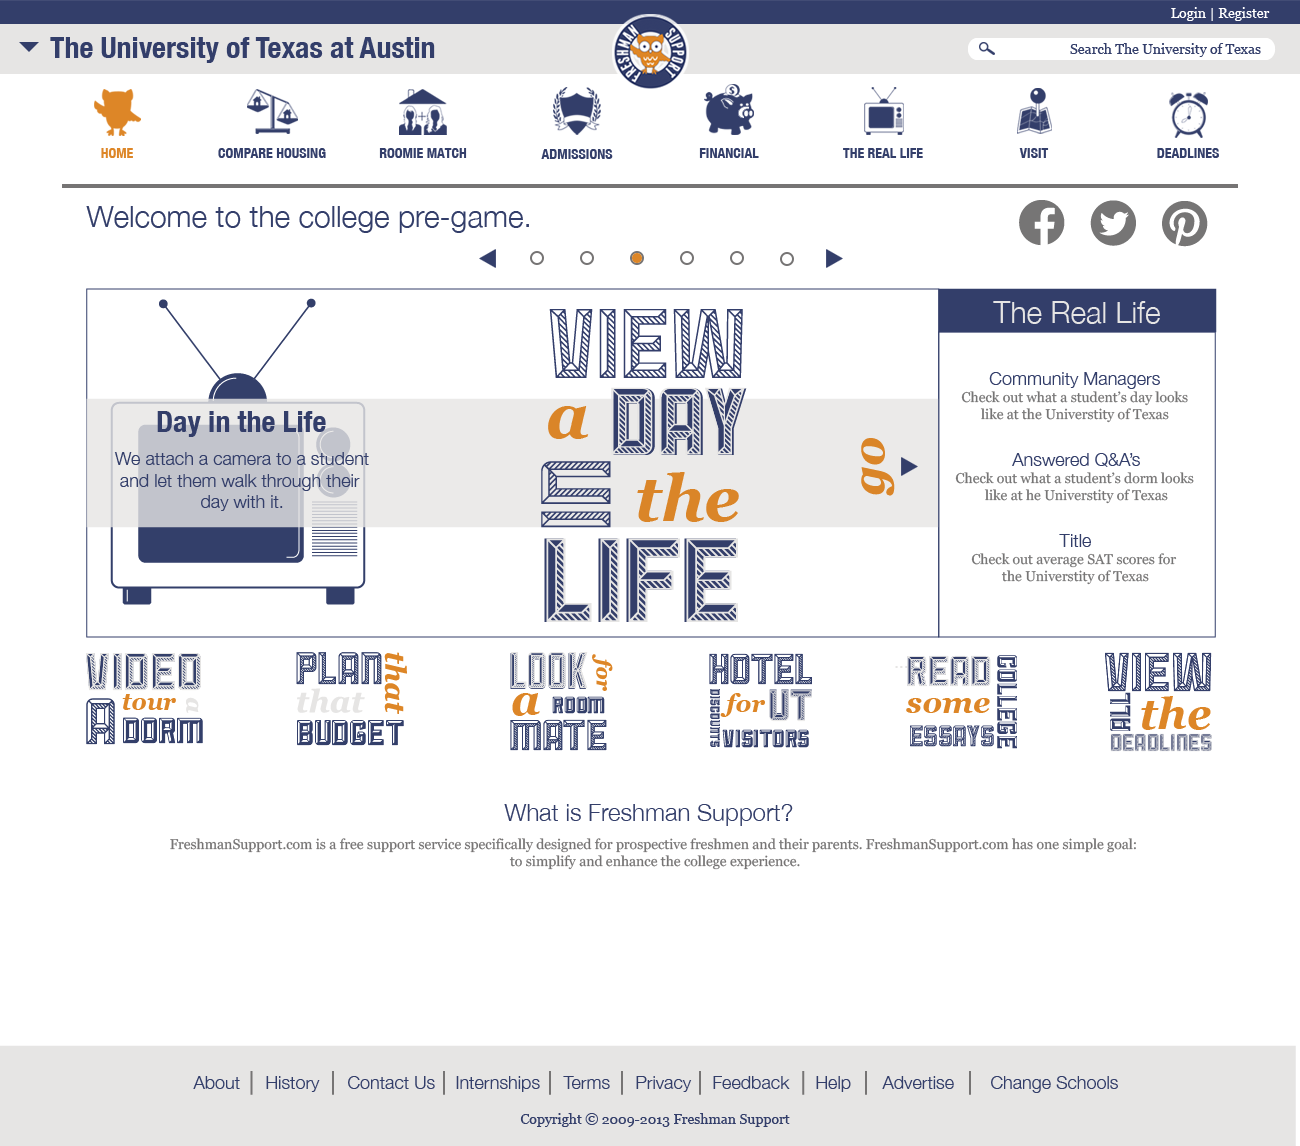 Login | Register
The University of Texas at Austin
FRESHMAN SUPPORT
Search The University of Texas
HOME
COMPARE HOUSING
ROOMIE MATCH
ADMISSIONS
FINANCIAL
THE REAL LIFE
VISIT
DEADLINES
Welcome to the college pre-game.
Day in the Life
We attach a camera to a student
and let them walk through their
day with it.
VIEW
a DAY
IN the
LIFE
go
The Real Life
Community Managers
Check out what a student's day looks
like at the Universtity of Texas
Answered Q&A's
Check out what a student's dorm looks
like at he Universtity of Texas
Title
Check out average SAT scores for
the Universtity of Texas
VIDEO
tour a
A DORM
PLAN that
that
BUDGET
LOOK for
a ROOM
MATE
HOTEL
DISCOUNTS for UT
VISITORS
READ
some
ESSAYS
COLLEGE
VIEW
ALL the
DEADLINES
What is Freshman Support?
FreshmanSupport.com is a free support service specifically designed for prospective freshmen and their parents. FreshmanSupport.com has one simple goal:
to simplify and enhance the college experience.
About | History | Contact Us | Internships | Terms | Privacy | Feedback | Help | Advertise | Change Schools
Copyright © 2009-2013 Freshman Support